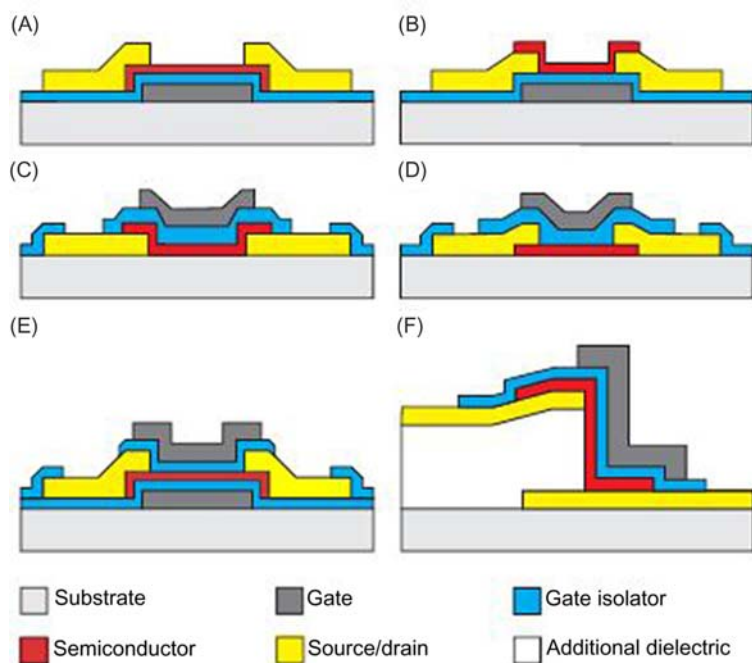 (A)
(B)
(C)
(D)
(E)
(F)
Substrate
Gate
Gate isolator
Semiconductor
Source/drain
Additional dielectric